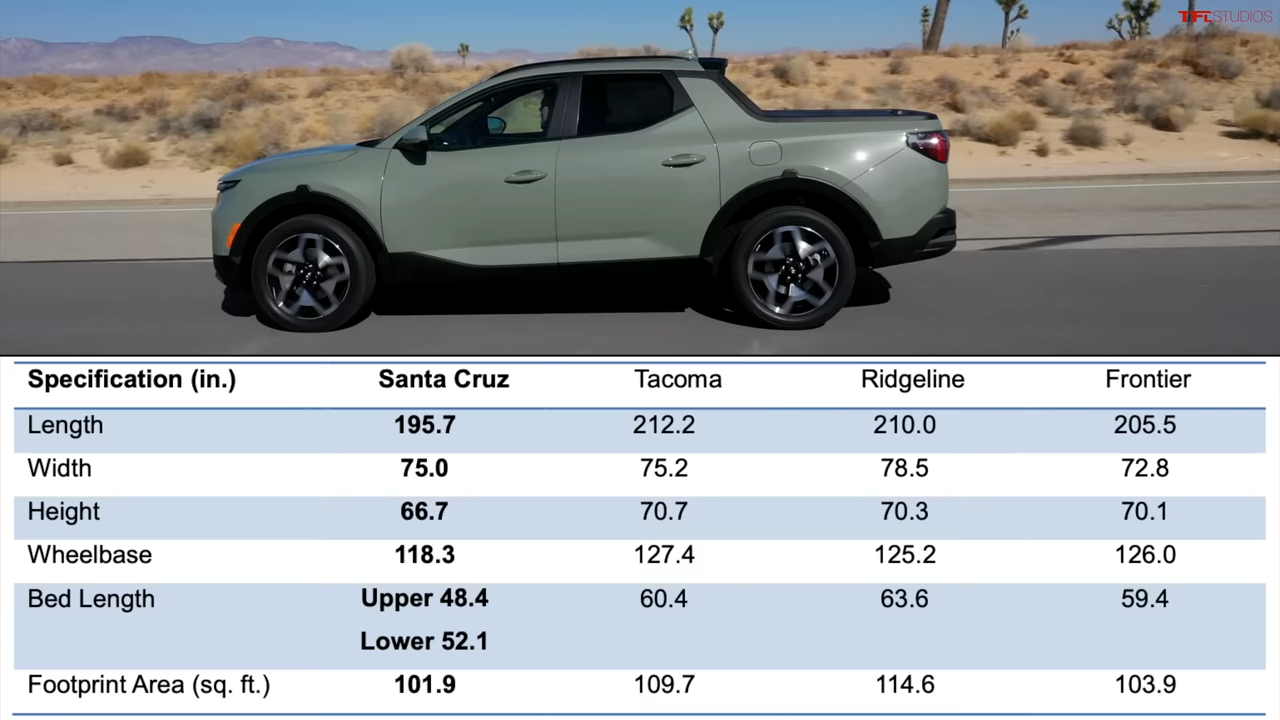 TFLSTUDIOS
Specification (in.) Santa Cruz Tacoma Ridgeline Frontier
Length 195.7 212.2 210.0 205.5
Width 75.0 75.2 78.5 72.8
Height 66.7 70.7 70.3 70.1
Wheelbase 118.3 127.4 125.2 126.0
Bed Length Upper 48.4 60.4 63.6 59.4
Lower 52.1
Footprint Area (sq. ft.) 101.9 109.7 114.6 103.9